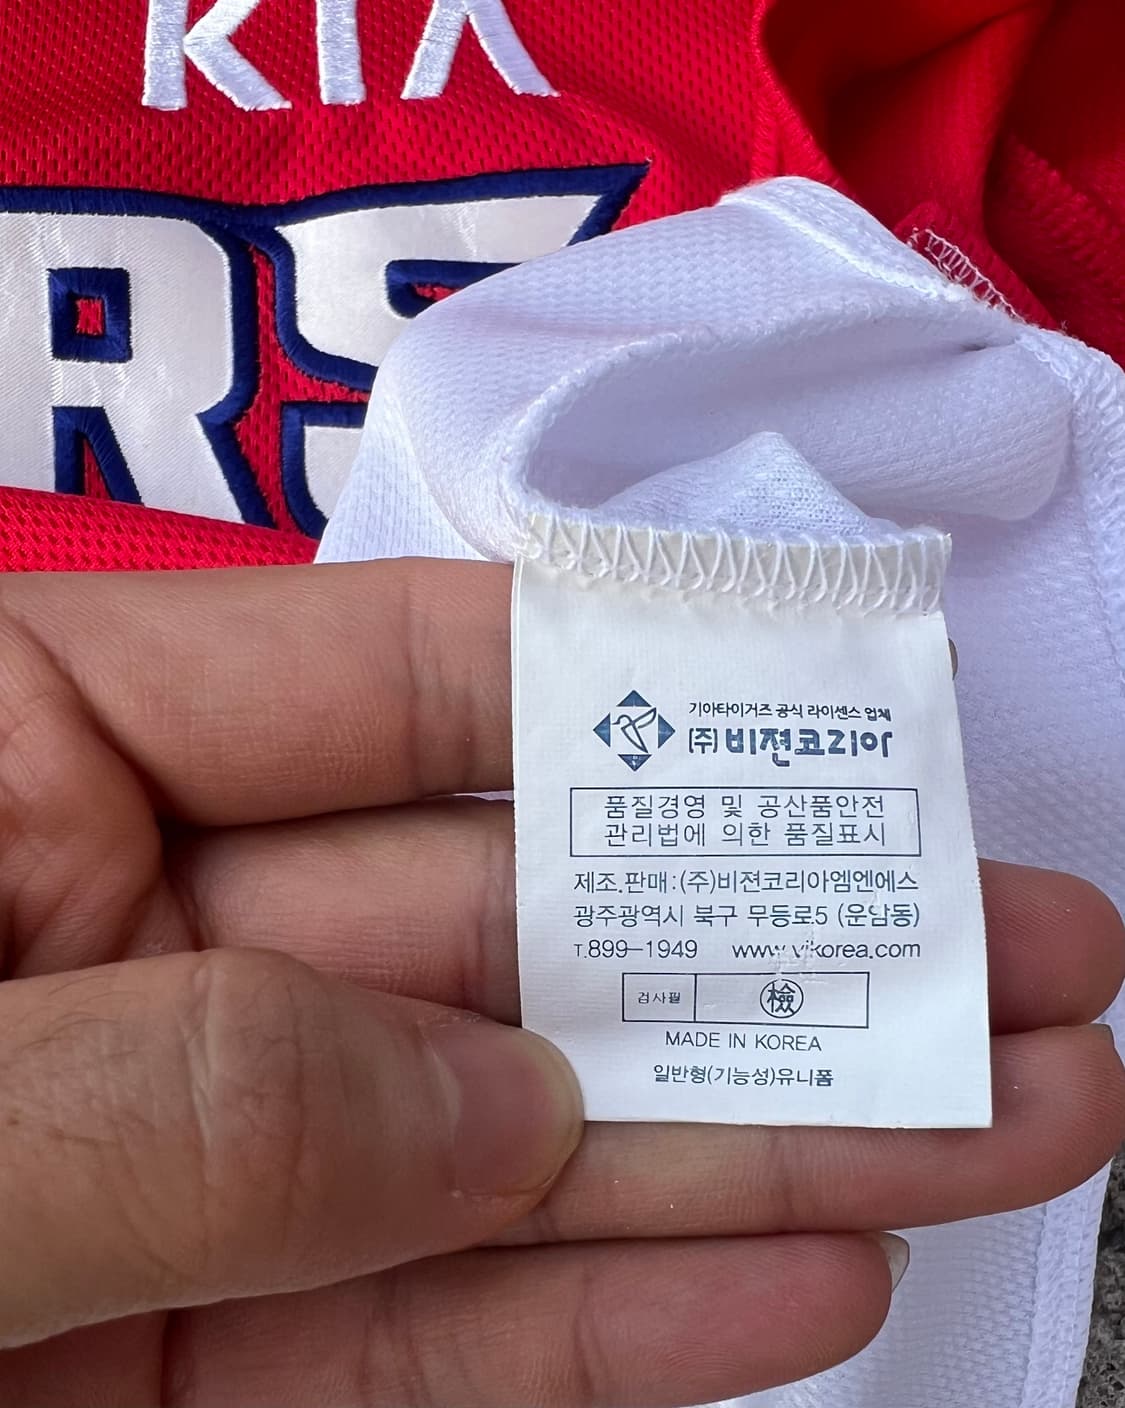 KIA
RS
기아타이거즈 공식 라이센스 업체
(주)비젼코리아
품질경영 및 공산품안전
관리법에 의한 품질표시
제조.판매:(주)비젼코리아엠엔에스
광주광역시 북구 무등로5 (운암동)
T.899-1949 www.vikorea.com
검사필 檢
MADE IN KOREA
일반형(기능성)유니폼